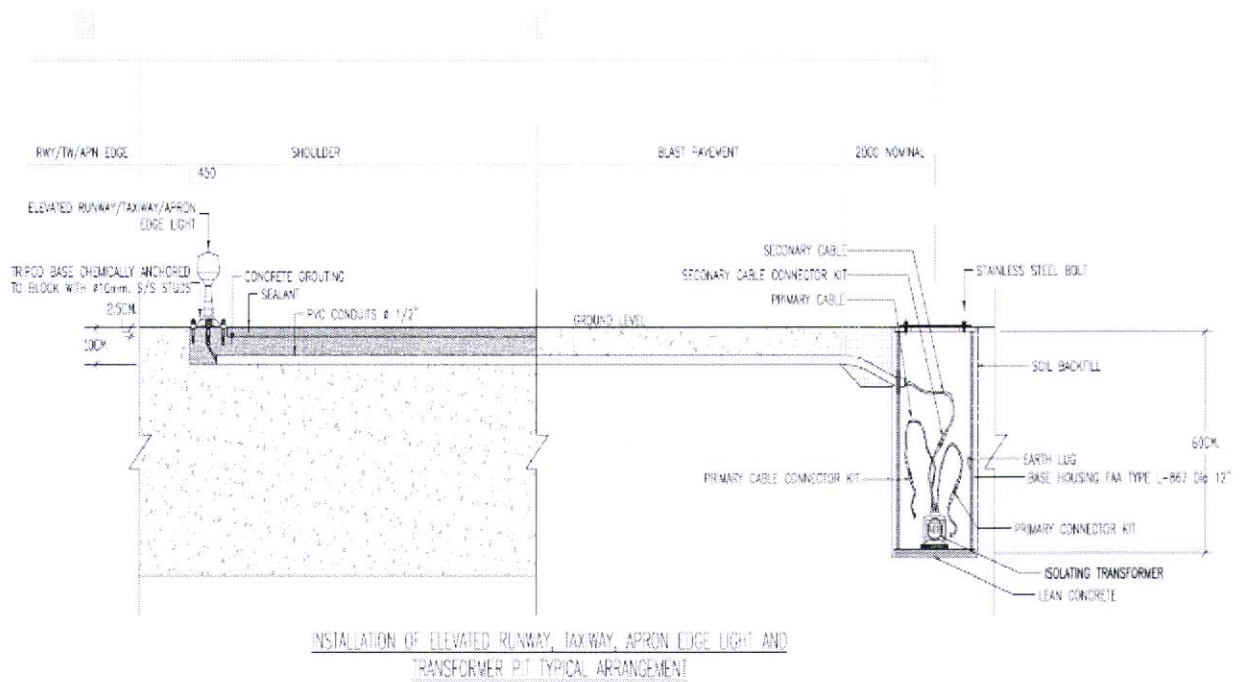 RWY/TW/APN EDGE
SHOULDER
BLAST PAVEMENT
2000 NOMINAL
450
ELEVATED RUNWAY/TAXIWAY/APRON
EDGE LIGHT
TRIPOD BASE CHEMICALLY ANCHORED
TO BLOCK WITH ø10mm. S/S STUDS
CONCRETE GROUTING
SEALANT
PVC CONDUITS ø 1/2"
2.5CM.
10CM.
GROUND LEVEL
SECONARY CABLE
SECONARY CABLE CONNECTOR KIT
PRIMARY CABLE
STAINLESS STEEL BOLT
SOIL BACKFILL
60CM.
EARTH LUG
BASE HOUSING FAA TYPE L-867 Dia 12"
PRIMARY CABLE CONNECTOR KIT
PRIMARY CONNECTOR KIT
ISOLATING TRANSFORMER
LEAN CONCRETE
INSTALLATION OF ELEVATED RUNWAY, TAXIWAY, APRON EDGE LIGHT AND
TRANSFORMER PIT TYPICAL ARRANGEMENT